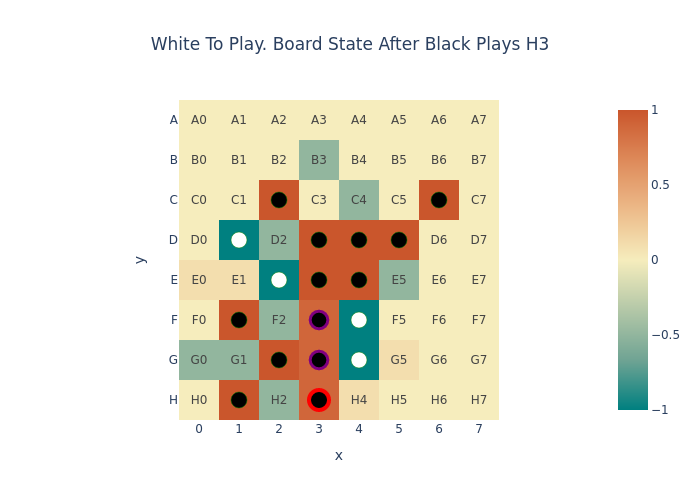 White To Play. Board State After Black Plays H3
A A0 A1 A2 A3 A4 A5 A6 A7
B B0 B1 B2 B3 B4 B5 B6 B7
C C0 C1 C3 C4 C5 C7
D D0 D2 D6 D7
E E0 E1 E5 E6 E7
F F0 F2 F5 F6 F7
G G0 G1 G5 G6 G7
H H0 H2 H4 H5 H6 H7
0 1 2 3 4 5 6 7
x
y
1
0.5
0
−0.5
−1